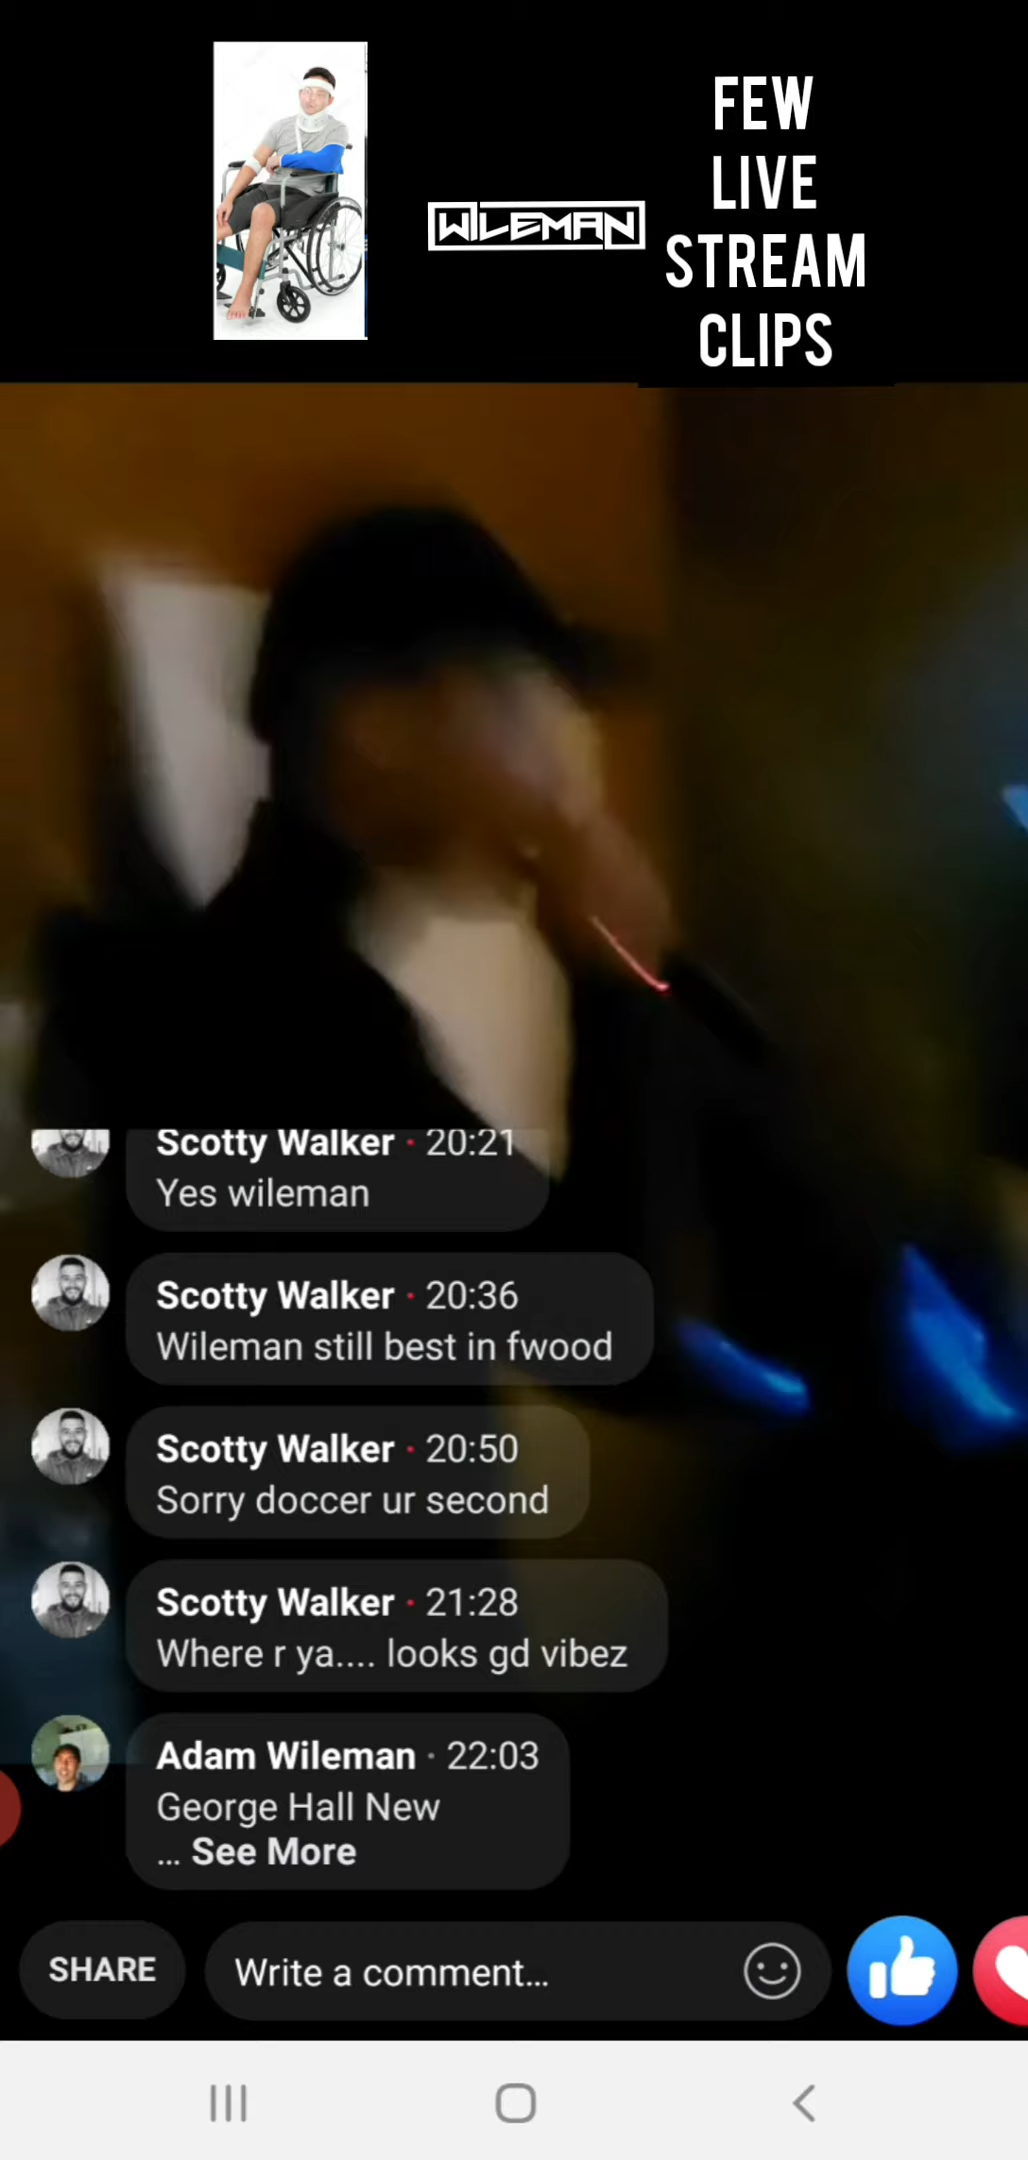 WILEMAN
FEW
LIVE
STREAM
CLIPS
Scotty Walker · 20:21
Yes wileman
Scotty Walker · 20:36
Wileman still best in fwood
Scotty Walker · 20:50
Sorry doccer ur second
Scotty Walker · 21:28
Where r ya.... looks gd vibez
Adam Wileman · 22:03
George Hall New
... See More
SHARE
Write a comment...